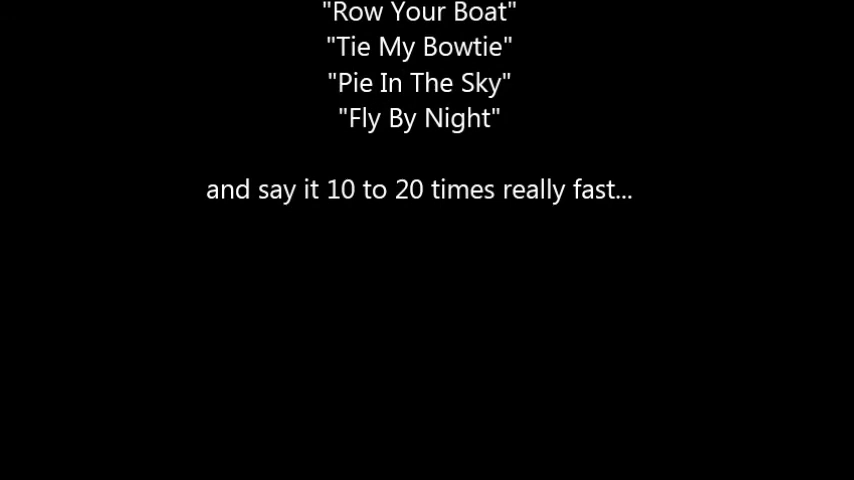 "Row Your Boat"
"Tie My Bowtie"
"Pie In The Sky"
"Fly By Night"
and say it 10 to 20 times really fast...